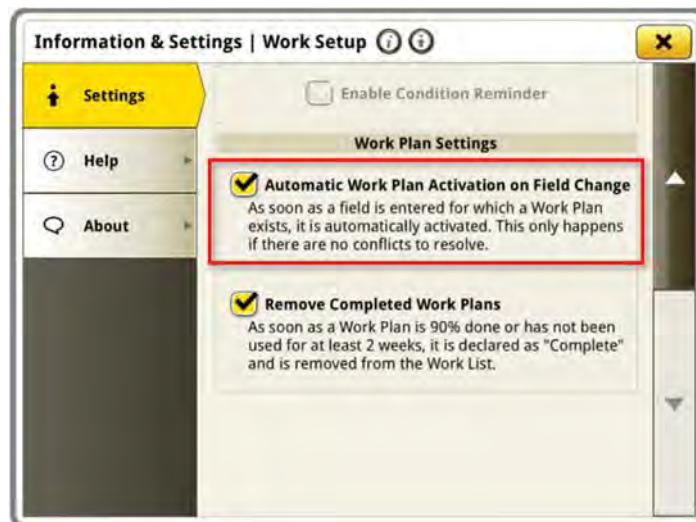 Information & Settings | Work Setup
Settings
Enable Condition Reminder
Work Plan Settings
Help
Automatic Work Plan Activation on Field Change
As soon as a field is entered for which a Work Plan
exists, it is automatically activated. This only happens
if there are no conflicts to resolve.
About
Remove Completed Work Plans
As soon as a Work Plan is 90% done or has not been
used for at least 2 weeks, it is declared as "Complete"
and is removed from the Work List.